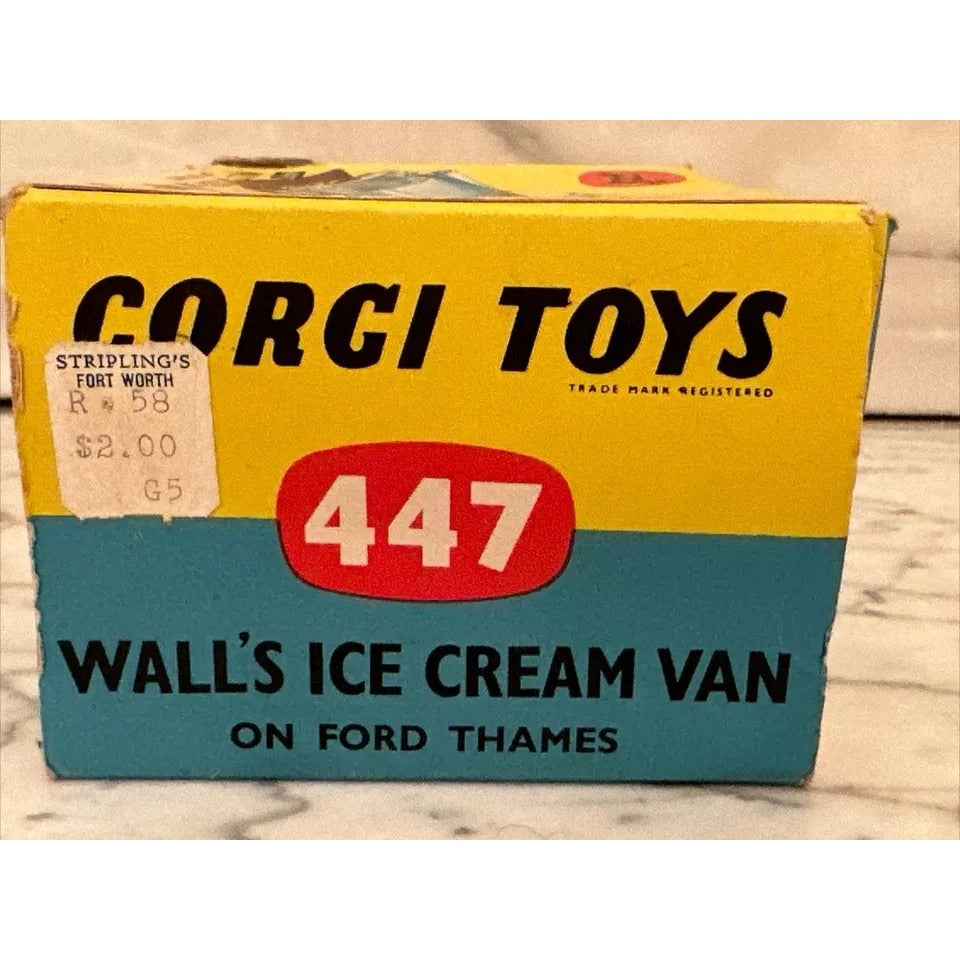 CORGI TOYS
TRADE MARK REGISTERED
STRIPLING'S
FORT WORTH
R 58
$2.00
G5
447
WALL'S ICE CREAM VAN
ON FORD THAMES